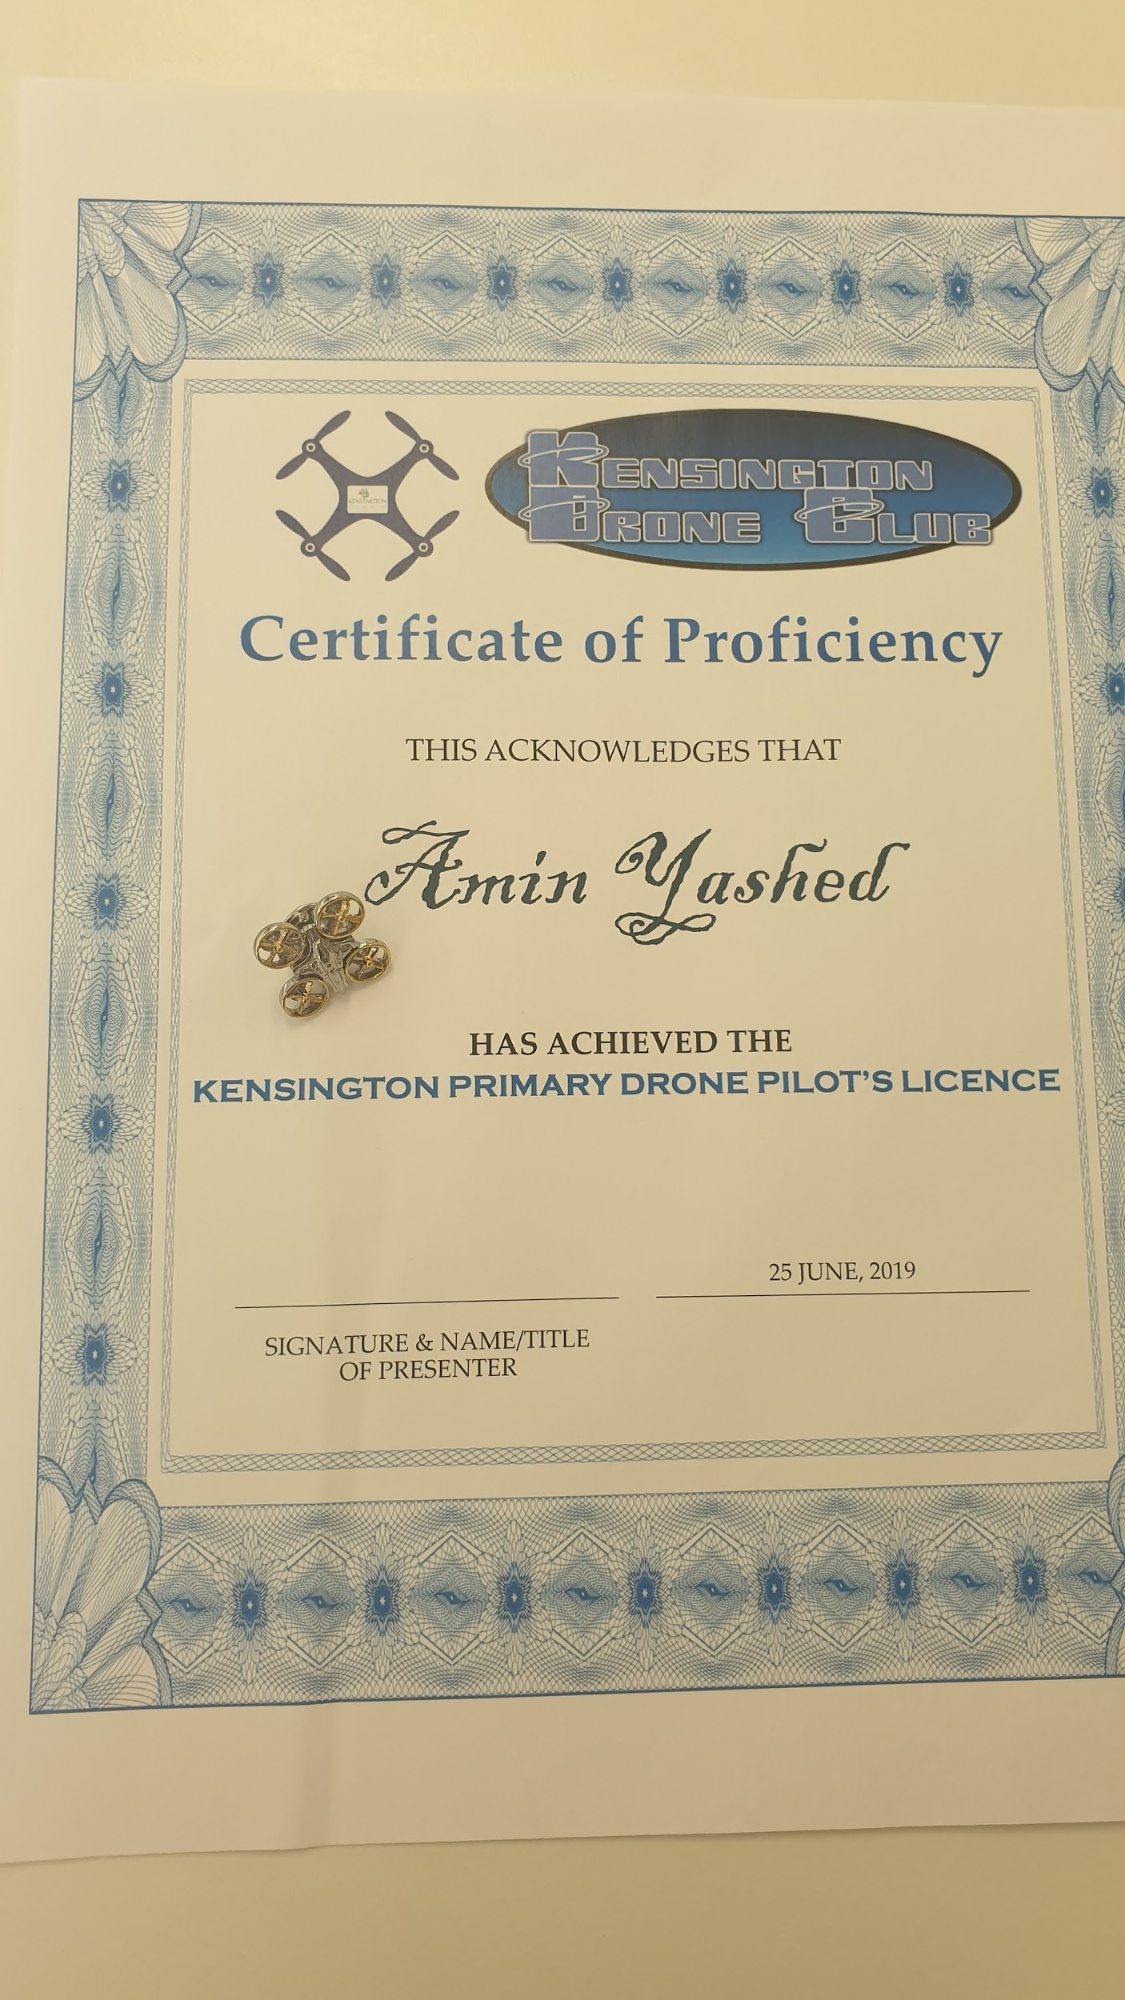 KENSINGTON
KENSINGTON
DRONE CLUB
Certificate of Proficiency
THIS ACKNOWLEDGES THAT
Amin Yashed
HAS ACHIEVED THE
KENSINGTON PRIMARY DRONE PILOT'S LICENCE
25 JUNE, 2019
SIGNATURE & NAME/TITLE
OF PRESENTER